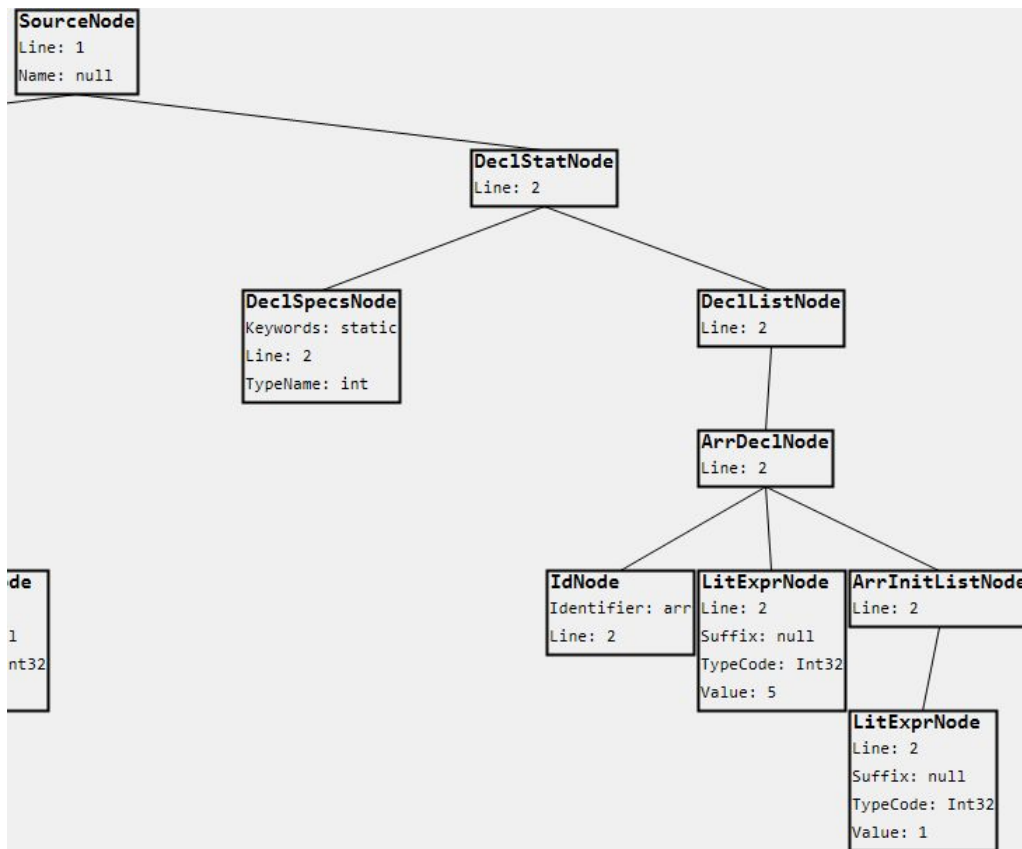 SourceNode
Line: 1
Name: null
DeclStatNode
Line: 2
DeclSpecsNode
Keywords: static
Line: 2
TypeName: int
DeclListNode
Line: 2
ArrDeclNode
Line: 2
de
l
nt32
IdNode
Identifier: arr
Line: 2
LitExprNode
Line: 2
Suffix: null
TypeCode: Int32
Value: 5
ArrInitListNode
Line: 2
LitExprNode
Line: 2
Suffix: null
TypeCode: Int32
Value: 1